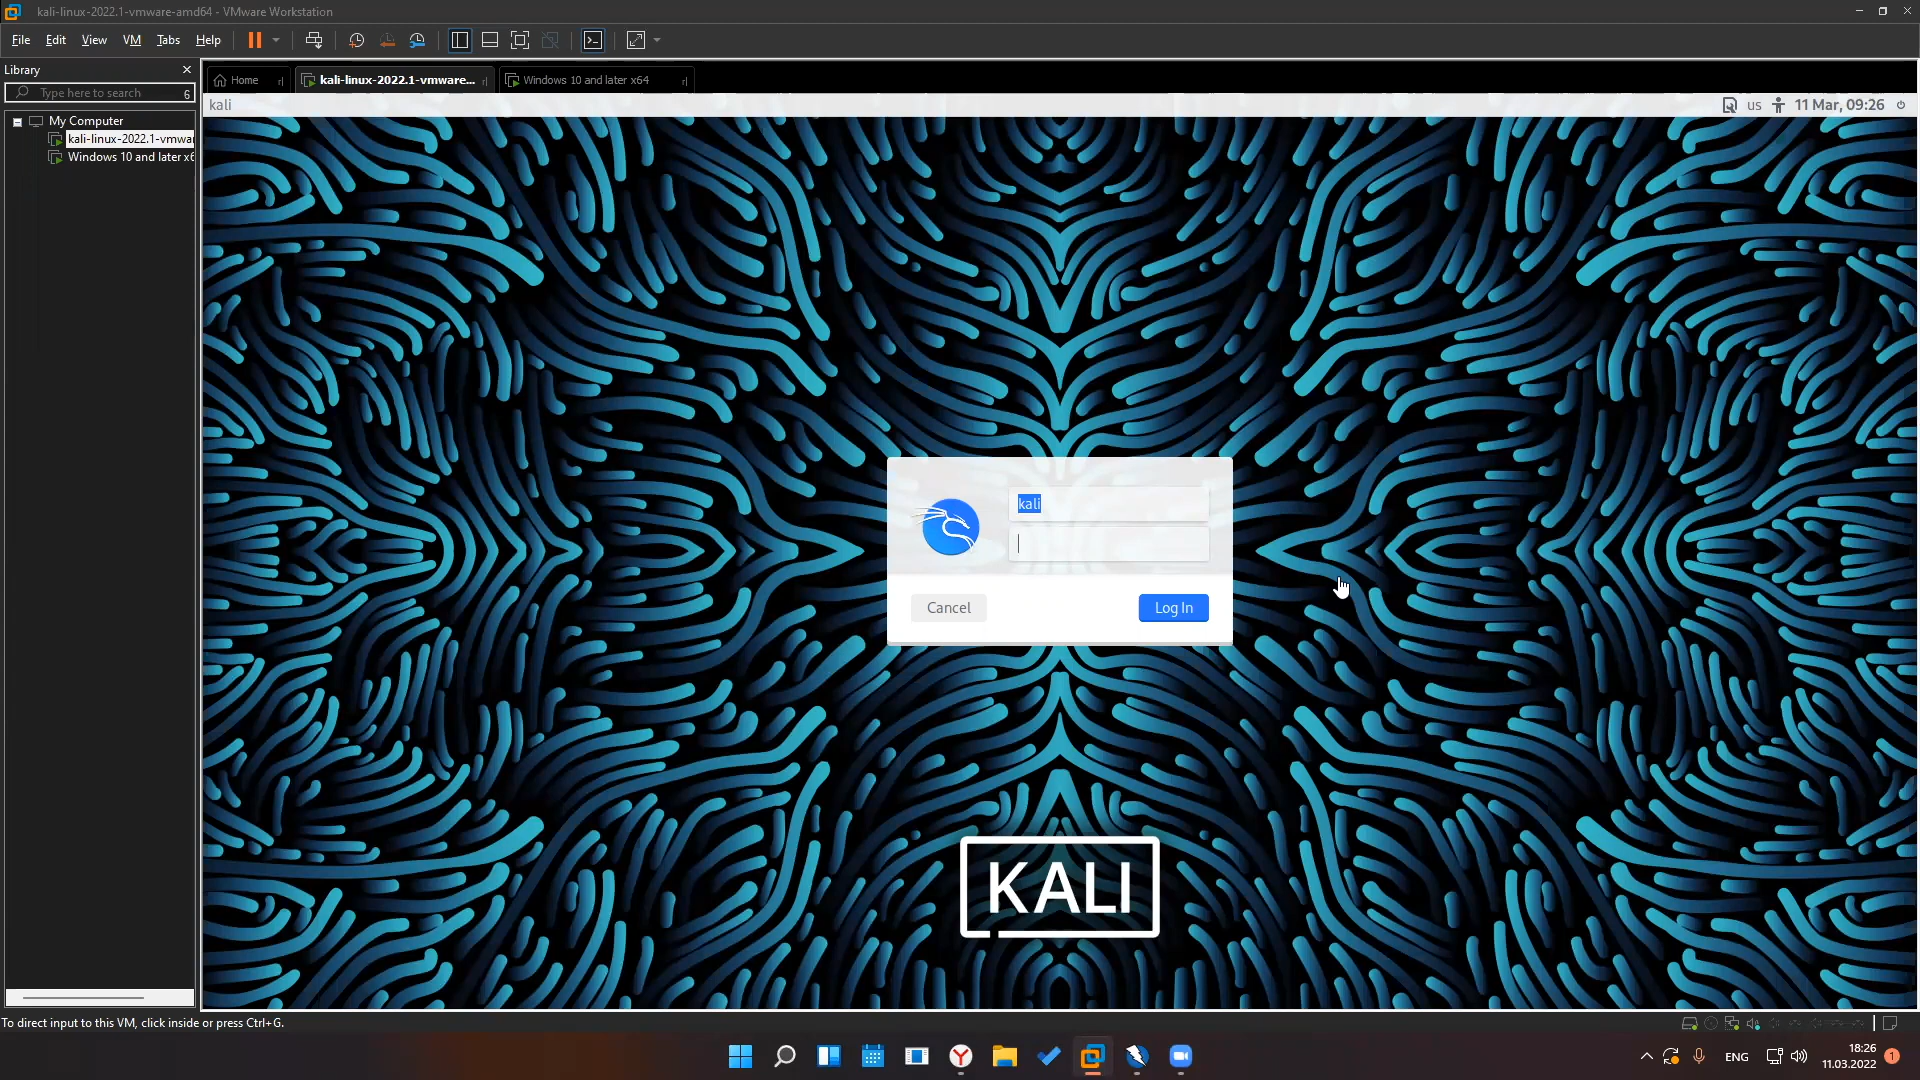 kali-linux-2022.1-vmware-amd64 - VMware Workstation
File Edit View VM Tabs Help
Library
Type here to search
My Computer
kali-linux-2022.1-vmwar
Windows 10 and later x6
Home
kali-linux-2022.1-vmware...
Windows 10 and later x64
kali
us
11 Mar, 09:26
kali
Cancel
Log In
KALI
To direct input to this VM, click inside or press Ctrl+G.
ENG
18:26
11.03.2022
1